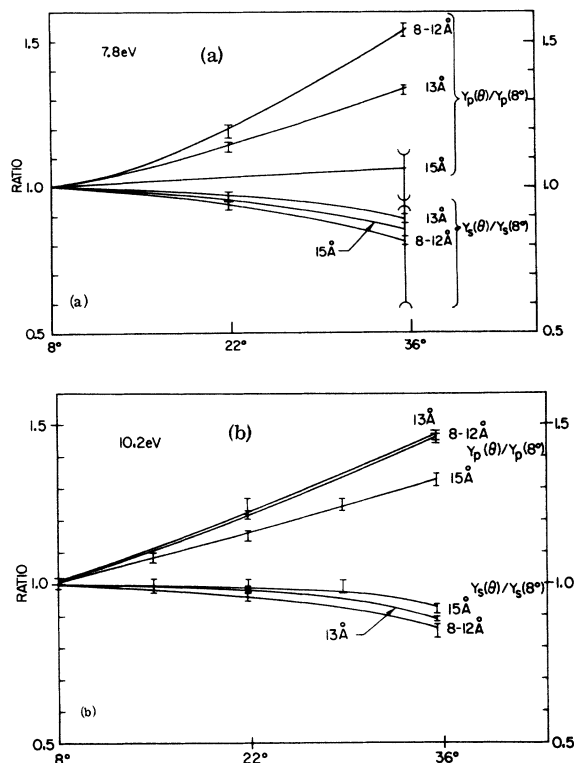 1.5
1.0
0.5
RATIO
7.8eV
(a)
8-12Å
13Å
15Å
Yp(θ)/Yp(8°)
13Å
15Å
8-12Å
Ys(θ)/Ys(8°)
1.5
1.0
0.5
(a)
8°
22°
36°
1.5
1.0
0.5
RATIO
10.2eV
(b)
13Å
8-12Å
Yp(θ)/Yp(8°)
15Å
Ys(θ)/Ys(8°)
15Å
13Å
8-12Å
1.5
1.0
0.5
(b)
8°
22°
36°